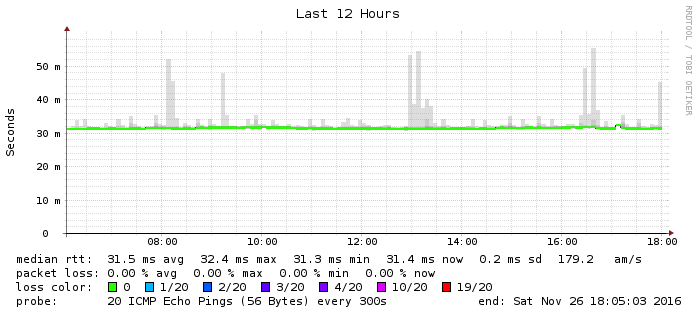 Last 12 Hours
RRDTOOL / TOBI OETIKER
Seconds
50 m
40 m
30 m
20 m
10 m
0
08:00 10:00 12:00 14:00 16:00 18:00
median rtt: 31.5 ms avg 32.4 ms max 31.3 ms min 31.4 ms now 0.2 ms sd 179.2 am/s
packet loss: 0.00 % avg 0.00 % max 0.00 % min 0.00 % now
loss color: 0 1/20 2/20 3/20 4/20 10/20 19/20
probe: 20 ICMP Echo Pings (56 Bytes) every 300s end: Sat Nov 26 18:05:03 2016